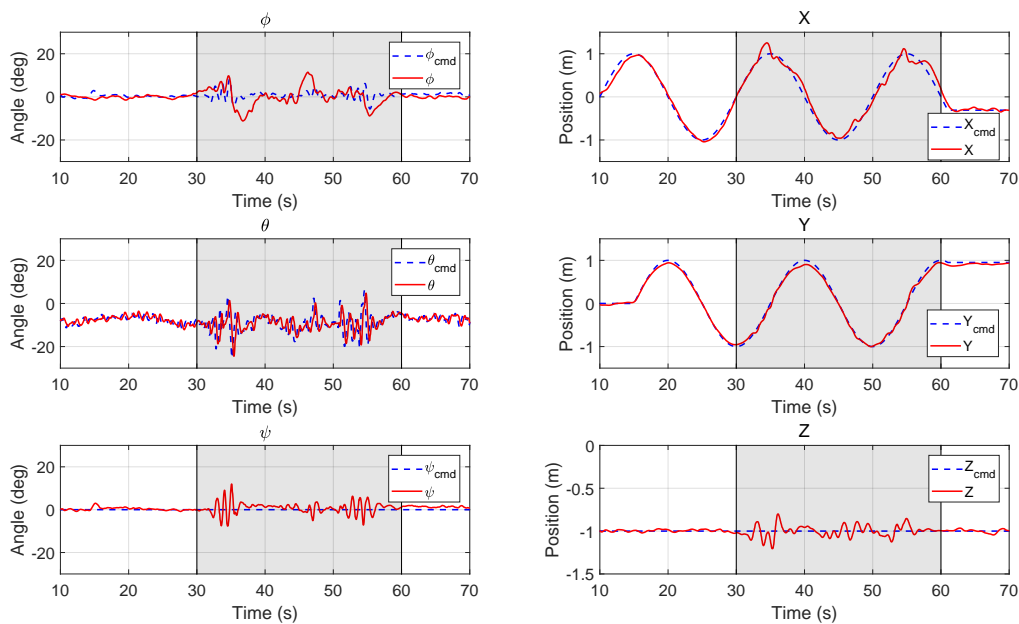 ϕ
Angle (deg)
20
0
-20
ϕcmd
ϕ
10 20 30 40 50 60 70
Time (s)
X
Position (m)
1
0
-1
Xcmd
X
10 20 30 40 50 60 70
Time (s)
θ
Angle (deg)
20
0
-20
θcmd
θ
10 20 30 40 50 60 70
Time (s)
Y
Position (m)
1
0
-1
Ycmd
Y
10 20 30 40 50 60 70
Time (s)
ψ
Angle (deg)
20
0
-20
ψcmd
ψ
10 20 30 40 50 60 70
Time (s)
Z
Position (m)
0
-0.5
-1
-1.5
Zcmd
Z
10 20 30 40 50 60 70
Time (s)